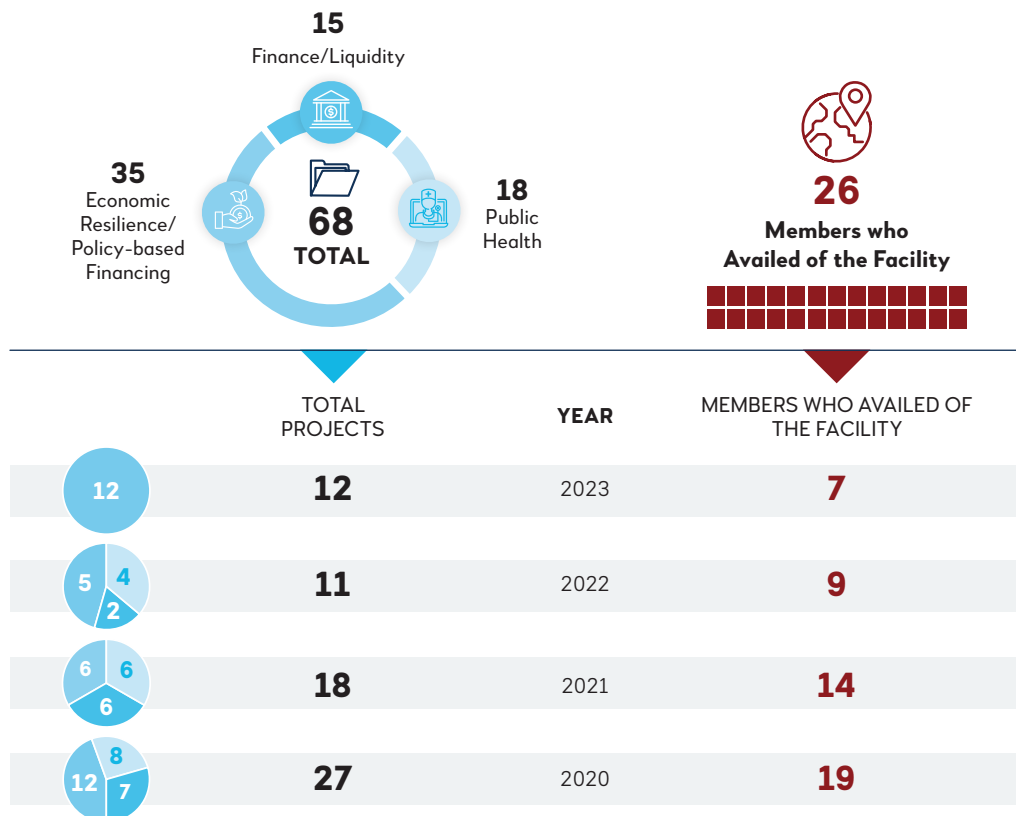 15
Finance/Liquidity
35
Economic
Resilience/
Policy-based
Financing
68
TOTAL
18
Public
Health
26
Members who
Availed of the Facility
TOTAL
PROJECTS
YEAR
MEMBERS WHO AVAILED OF
THE FACILITY
12
12
2023
7
5
4
2
11
2022
9
6
6
6
18
2021
14
8
12
7
27
2020
19